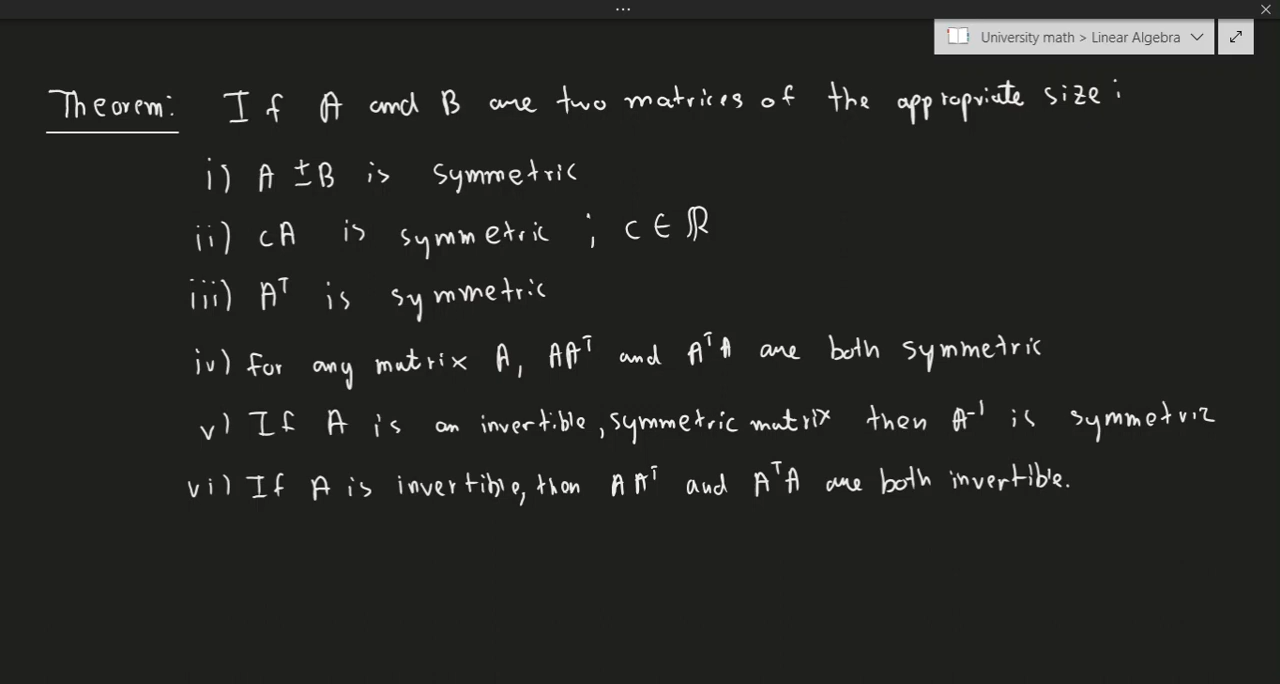 ...
University math > Linear Algebra
Theorem: If A and B are two matrices of the appropriate size:
i) A ± B is symmetric
ii) cA is symmetric ; c ∈ ℝ
iii) Aᵀ is symmetric
iv) For any matrix A, AAᵀ and AᵀA are both symmetric
v) If A is an invertible, symmetric matrix then A⁻¹ is symmetric
vi) If A is invertible, then AAᵀ and AᵀA are both invertible.